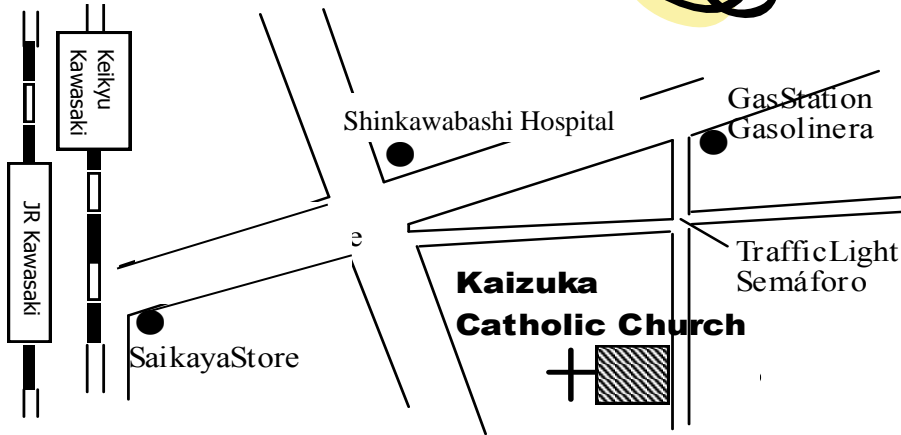 Keikyu
Kawasaki
JR Kawasaki
Shinkawabashi Hospital
GasStation
Gasolinera
e
TrafficLight
Semáforo
Kaizuka
Catholic Church
SaikayaStore